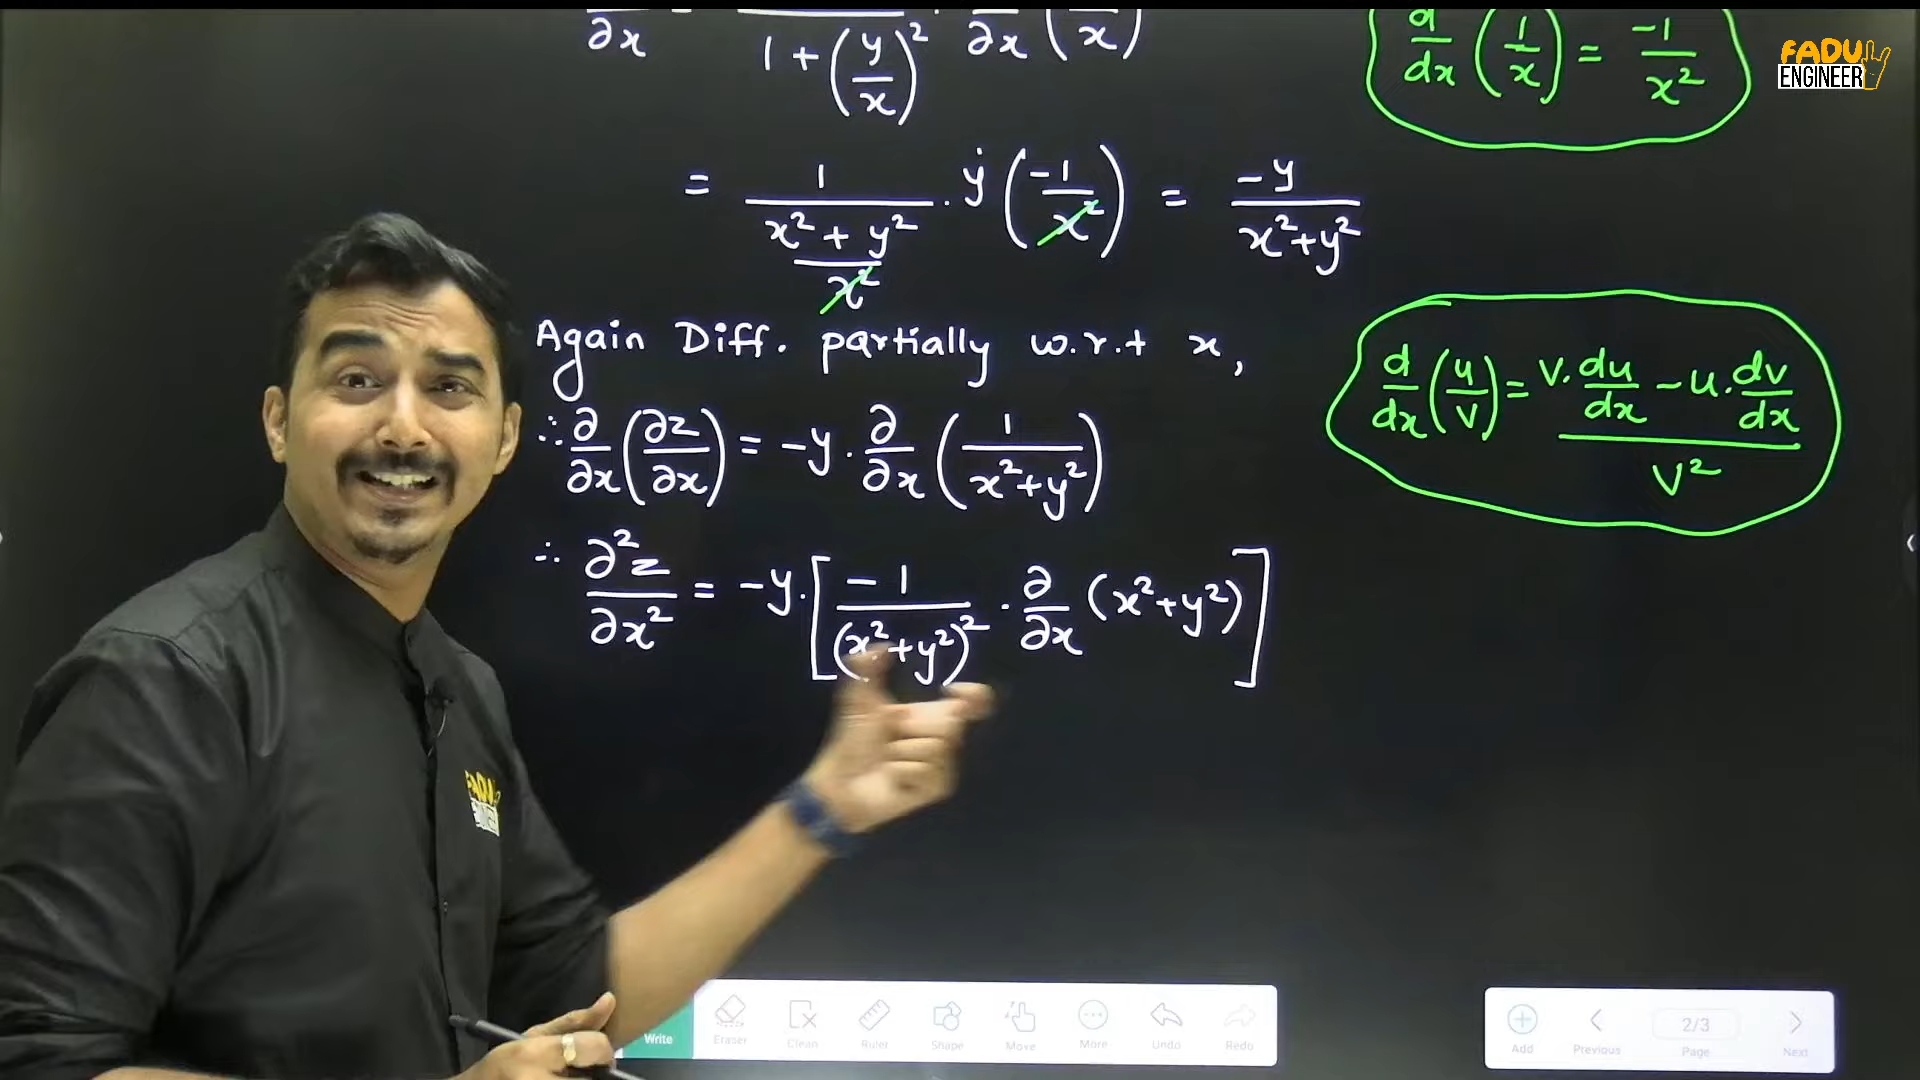 ∂x 1 + (y/x)² · ∂/∂x ( /x)
d/dx (1/x) = -1/x²
FADU
ENGINEER
= 1/((x² + y²)/x²) · y (-1/x²) = -y/(x²+y²)
Again Diff. partially w.r.t x,
∴ ∂/∂x (∂z/∂x) = -y · ∂/∂x (1/(x²+y²))
d/dx (u/v) = (v · du/dx - u · dv/dx)/v²
∴ ∂²z/∂x² = -y · [-1/(x²+y²)² · ∂/∂x (x²+y²)]
FADU
Write Eraser Clean Ruler Shape Move More Undo Redo
Add Previous 2/3 Page Next